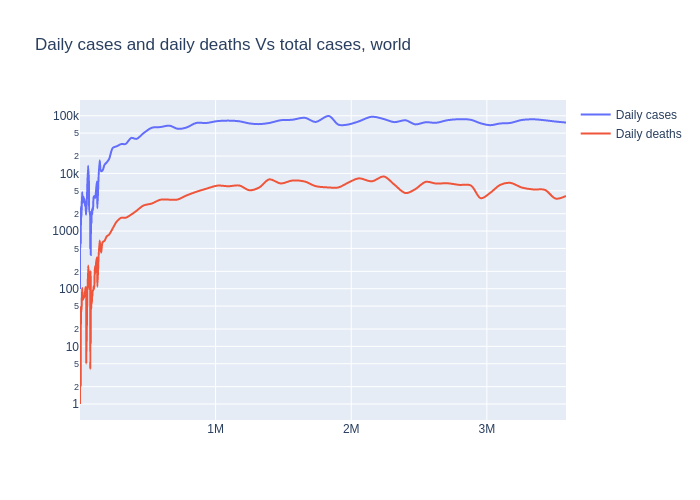 Daily cases and daily deaths Vs total cases, world
100k
5
2
10k
5
2
1000
5
2
100
5
2
10
5
2
1
1M
2M
3M
Daily cases
Daily deaths